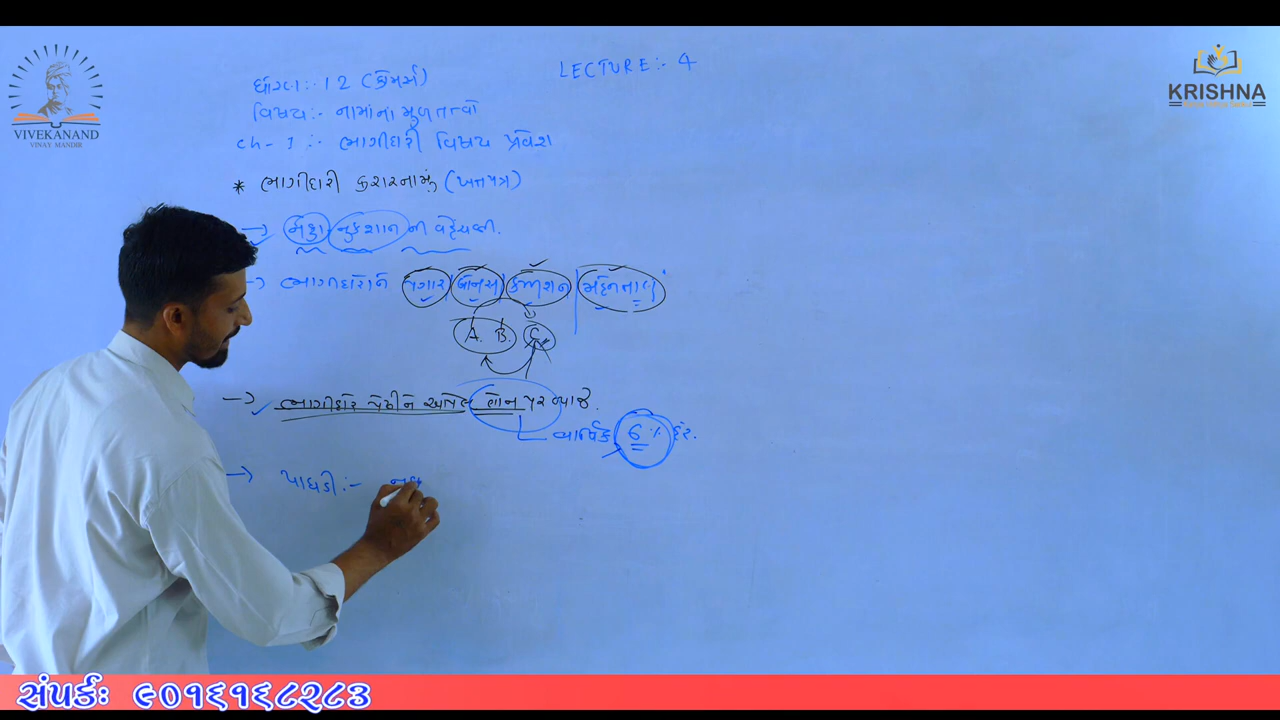 VIVEKANAND
VINAY MANDIR
KRISHNA
LECTURE:- 4
ધોરણ:- 12 (કોમર્સ)
વિષય:- નામાંના મુળતત્વો
ch-1 :- ભાગીદારી વિષય પ્રવેશ
* ભાગીદારી કરારનામું (ખતપત્ર)
→ નફા નુકશાન ની વહેંચણી.
→ ભાગીદારોને પગાર | બોનસ | કમિશન | મહેનતાણું
A. B. C
→ ભાગીદારે પેઢીને આપેલ લોન પર વ્યાજ.
વાર્ષિક 6% દરે.
→ પાઘડી:-
સંપર્કઃ ૯૦૧૬૧૬૮૨૮૩